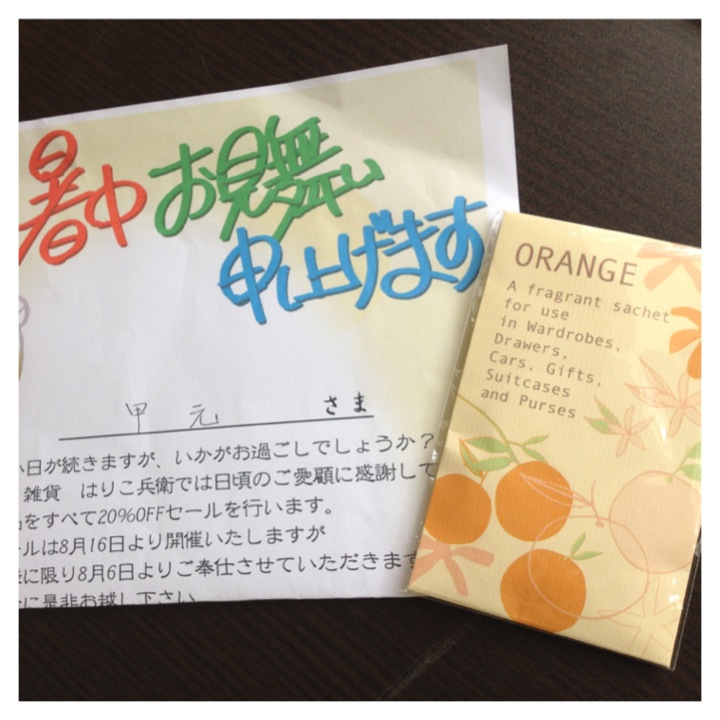 暑中お見舞い
申し上げます
甲元 さま
日が続きますが、いかがお過ごしでしょうか?
雑貨 はりこ兵衛では日頃のご愛顧に感謝して
をすべて20%OFFセールを行います。
ールは8月16日より開催いたしますが
に限り8月6日よりご奉仕させていただきます
に是非お越し下さい
ORANGE
A fragrant sachet
for use
in Wardrobes,
Drawers,
Cars, Gifts,
Suitcases
and Purses